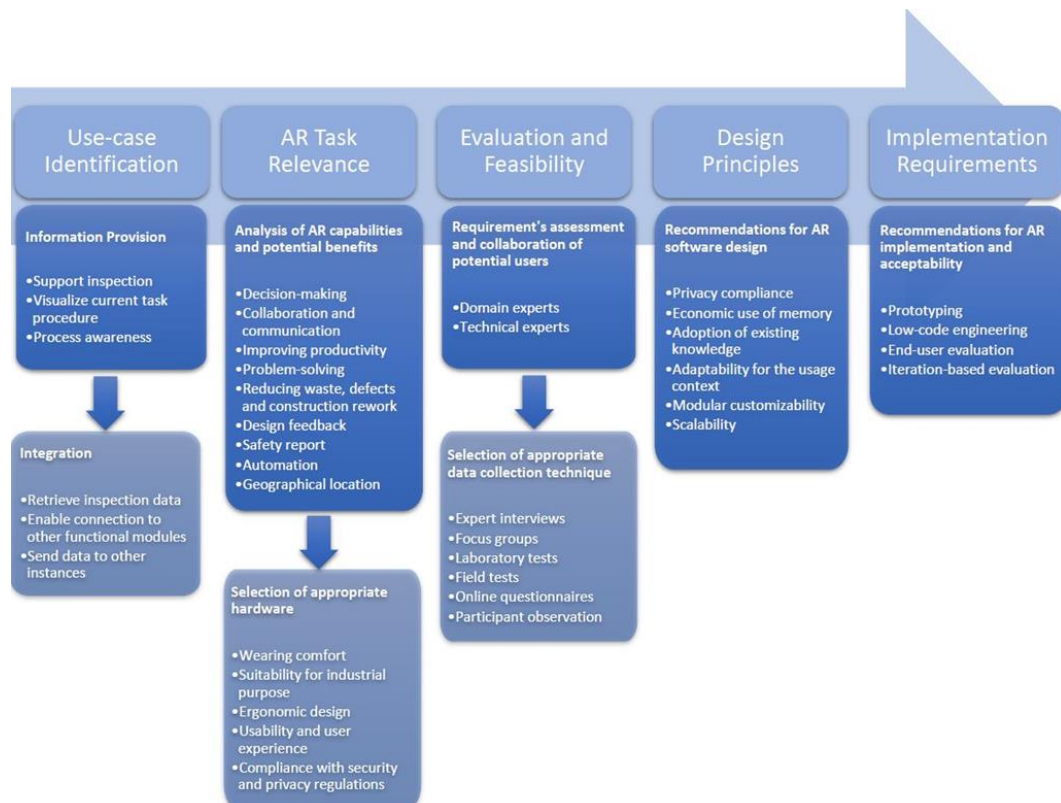 Use-case
Identification
AR Task
Relevance
Evaluation and
Feasibility
Design
Principles
Implementation
Requirements
Information Provision
•Support inspection
•Visualize current task
procedure
•Process awareness
Integration
•Retrieve inspection data
•Enable connection to
other functional modules
•Send data to other
instances
Analysis of AR capabilities
and potential benefits
•Decision-making
•Collaboration and
communication
•Improving productivity
•Problem-solving
•Reducing waste, defects
and construction rework
•Design feedback
•Safety report
•Automation
•Geographical location
Selection of appropriate
hardware
•Wearing comfort
•Suitability for industrial
purpose
•Ergonomic design
•Usability and user
experience
•Compliance with security
and privacy regulations
Requirement's assessment
and collaboration of
potential users
•Domain experts
•Technical experts
Selection of appropriate
data collection technique
•Expert interviews
•Focus groups
•Laboratory tests
•Field tests
•Online questionnaires
•Participant observation
Recommendations for AR
software design
•Privacy compliance
•Economic use of memory
•Adoption of existing
knowledge
•Adaptability for the usage
context
•Modular customizability
•Scalability
Recommendations for AR
implementation and
acceptability
•Prototyping
•Low-code engineering
•End-user evaluation
•Iteration-based evaluation